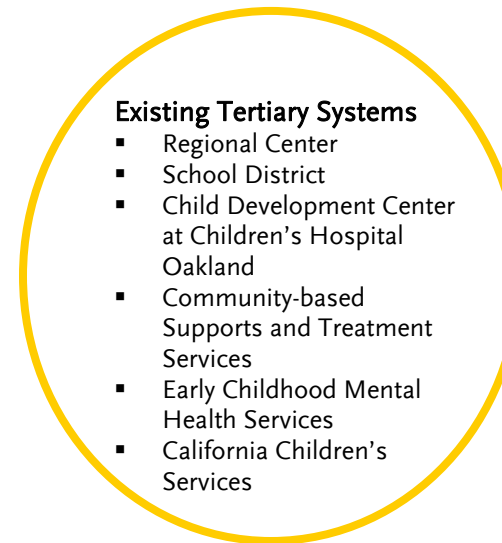 Existing Tertiary Systems
▪ Regional Center
▪ School District
▪ Child Development Center
at Children’s Hospital
Oakland
▪ Community-based
Supports and Treatment
Services
▪ Early Childhood Mental
Health Services
▪ California Children’s
Services